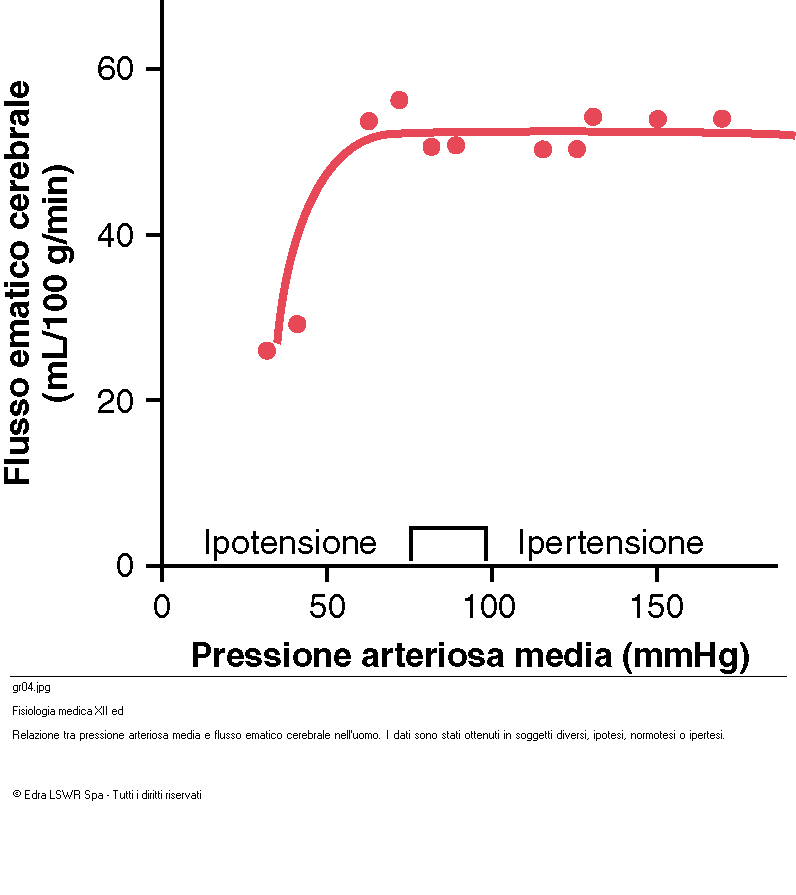 60
40
20
0
Flusso ematico cerebrale
(mL/100 g/min)
Ipotensione
Ipertensione
0 50 100 150
Pressione arteriosa media (mmHg)
gr04.jpg
Fisiologia medica XII ed
Relazione tra pressione arteriosa media e flusso ematico cerebrale nell'uomo. I dati sono stati ottenuti in soggetti diversi, ipotesi, normotesi o ipertesi.
© Edra LSWR Spa - Tutti i diritti riservati